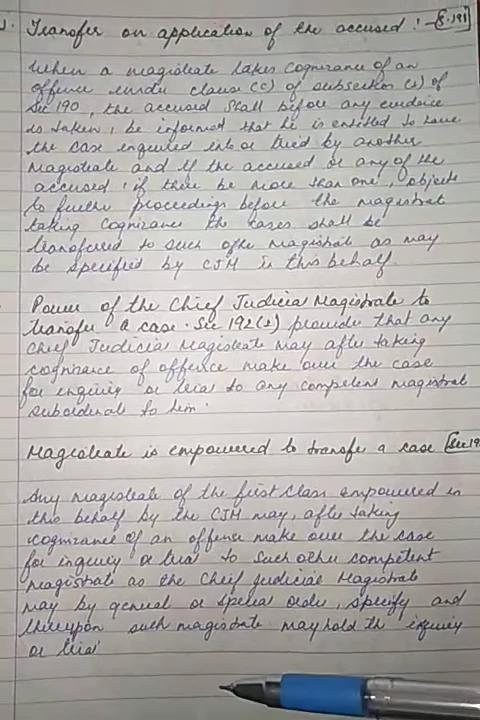 Transfer on application of the accused :- [S.191]
When a magistrate takes cognizance of an
offence under clause (c) of subsection (1) of
Sec 190, the accused shall before any evidence
is taken, be informed that he is entitled to have
the case enquired into or tried by another
magistrate and if the accused or any of the
accused, if there be more than one, objects
to further proceedings before the magistrat
taking cognizance the cases shall be
transferred to such other magistrate as may
be specified by CJM in this behalf
Power of the Chief Judicial Magistrate to
transfer a case. Sec 192(1) provide that any
Chief Judicial Magistrate may after taking
cognizance of offence make over the case
for enquiry or trial to any competent magistrat
subordinate to him.
Magistrate is empowered to transfer a case [Sec 19
Any magistrate of the first class empowered in
this behalf by the CJM may, after taking
cognizance of an offense make over the case
for inquiry or trial to such other competent
magistrate as the Chief Judicial Magistrate
may by general or special order, specify and
thereupon such magistrate may hold the inquiry
or trial